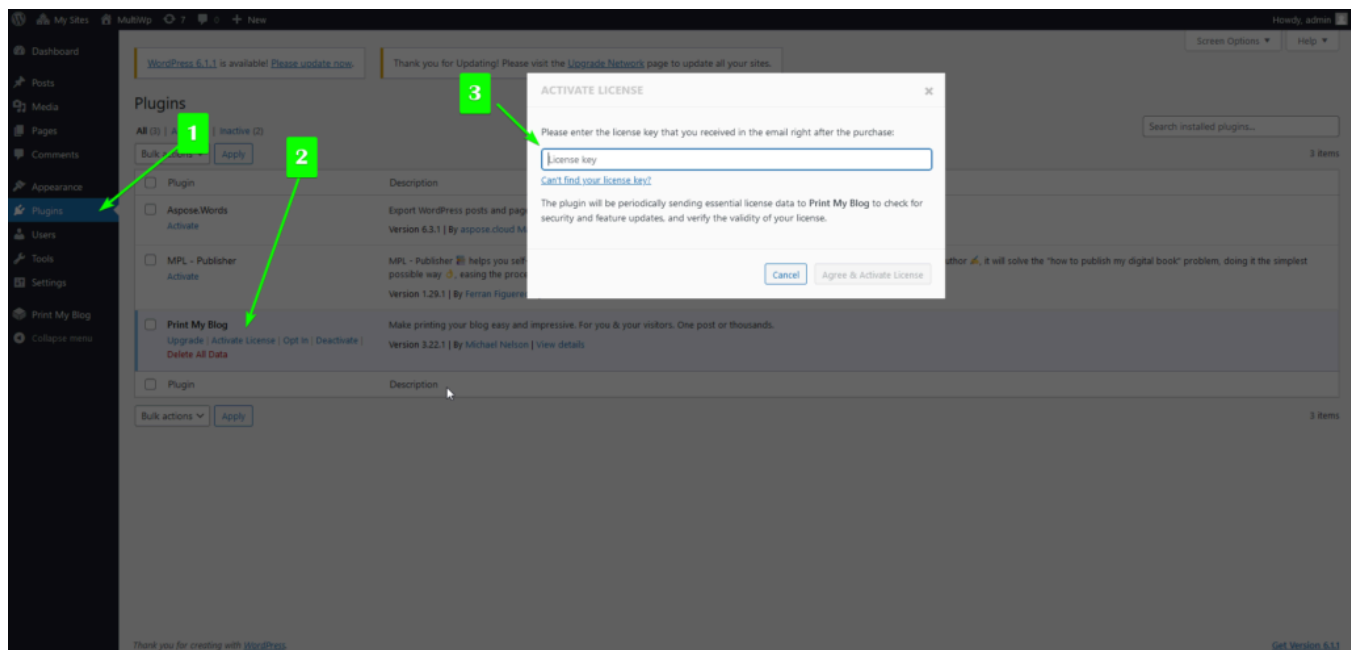 My Sites MultiWp 7 0 New Howdy, admin
Screen Options Help
Dashboard
Posts
Media
Pages
Comments
Appearance
Plugins
Users
Tools
Settings
Print My Blog
Collapse menu
WordPress 6.1.1 is available! Please update now.
Thank you for Updating! Please visit the Upgrade Network page to update all your sites.
Plugins
All (3) | A | Inactive (2)
Search installed plugins...
Bulk actions Apply
3 items
1
2
3
Plugin Description
Aspose.Words
Activate
Export WordPress posts and pag
Version 6.3.1 | By aspose.cloud M
MPL - Publisher
Activate
MPL - Publisher helps you self
thor ✍, it will solve the "how to publish my digital book" problem, doing it the simplest
possible way , easing the proce
Version 1.29.1 | By Ferran Figuere
Print My Blog
Upgrade | Activate License | Opt In | Deactivate |
Delete All Data
Make printing your blog easy and impressive. For you & your visitors. One post or thousands.
Version 3.22.1 | By Michael Nelson | View details
Plugin Description
Bulk actions Apply
3 items
ACTIVATE LICENSE
Please enter the license key that you received in the email right after the purchase:
License key
Can't find your license key?
The plugin will be periodically sending essential license data to Print My Blog to check for
security and feature updates, and verify the validity of your license.
Cancel Agree & Activate License
Thank you for creating with WordPress.
Get Version 6.1.1